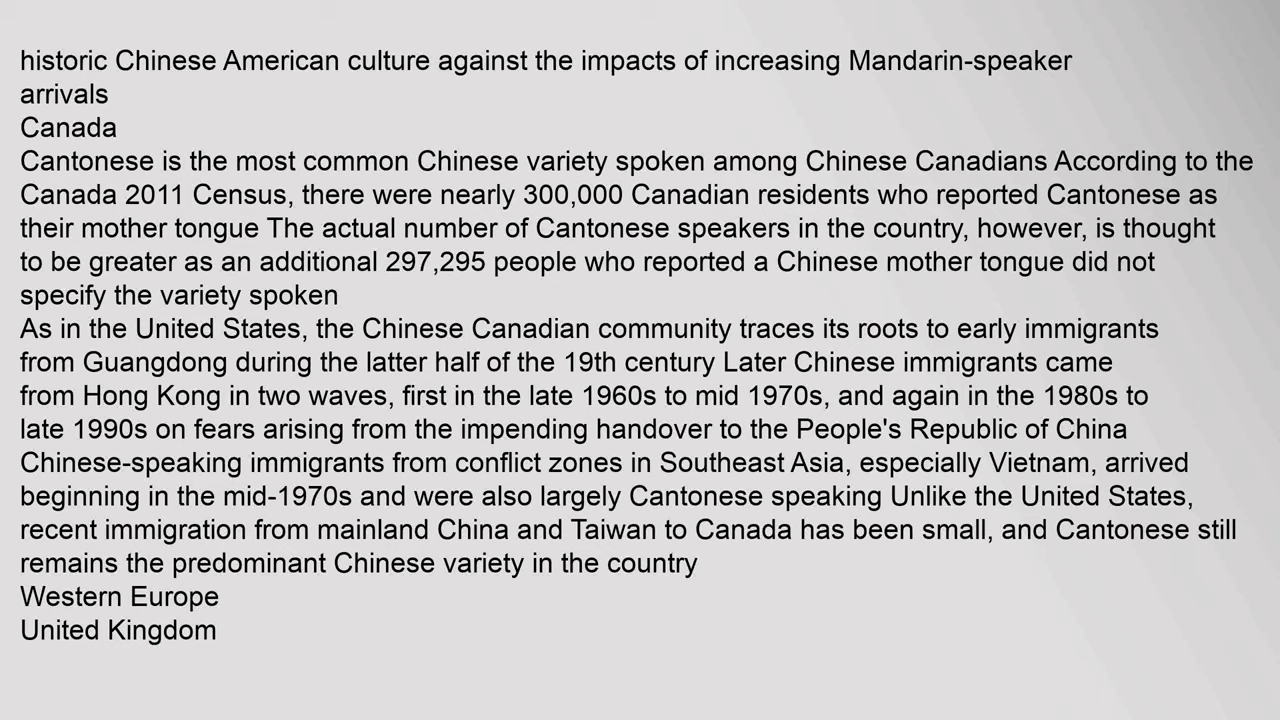 historic Chinese American culture against the impacts of increasing Mandarin-speaker
arrivals
Canada
Cantonese is the most common Chinese variety spoken among Chinese Canadians According to the
Canada 2011 Census, there were nearly 300,000 Canadian residents who reported Cantonese as
their mother tongue The actual number of Cantonese speakers in the country, however, is thought
to be greater as an additional 297,295 people who reported a Chinese mother tongue did not
specify the variety spoken
As in the United States, the Chinese Canadian community traces its roots to early immigrants
from Guangdong during the latter half of the 19th century Later Chinese immigrants came
from Hong Kong in two waves, first in the late 1960s to mid 1970s, and again in the 1980s to
late 1990s on fears arising from the impending handover to the People's Republic of China
Chinese-speaking immigrants from conflict zones in Southeast Asia, especially Vietnam, arrived
beginning in the mid-1970s and were also largely Cantonese speaking Unlike the United States,
recent immigration from mainland China and Taiwan to Canada has been small, and Cantonese still
remains the predominant Chinese variety in the country
Western Europe
United Kingdom